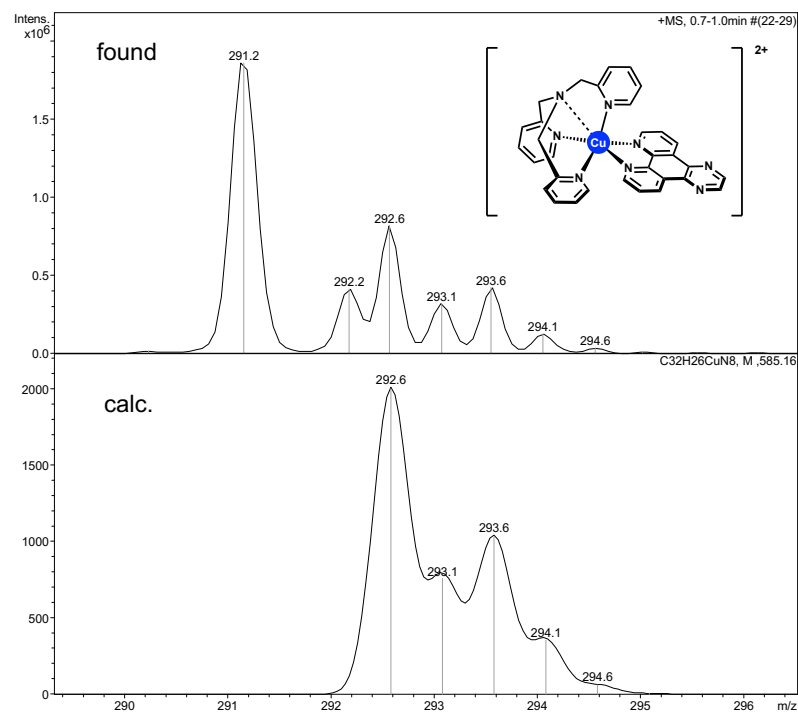 Intens.
x10⁶
+MS, 0.7-1.0min #(22-29)
found
291.2
2+
N
N
N
Cu
N
N
N
N
N
1.5
1.0
0.5
0.0
292.2
292.6
293.1
293.6
294.1
294.6
C32H26CuN8, M ,585.16
calc.
292.6
293.1
293.6
294.1
294.6
2000
1500
1000
500
0
290
291
292
293
294
295
296
m/z